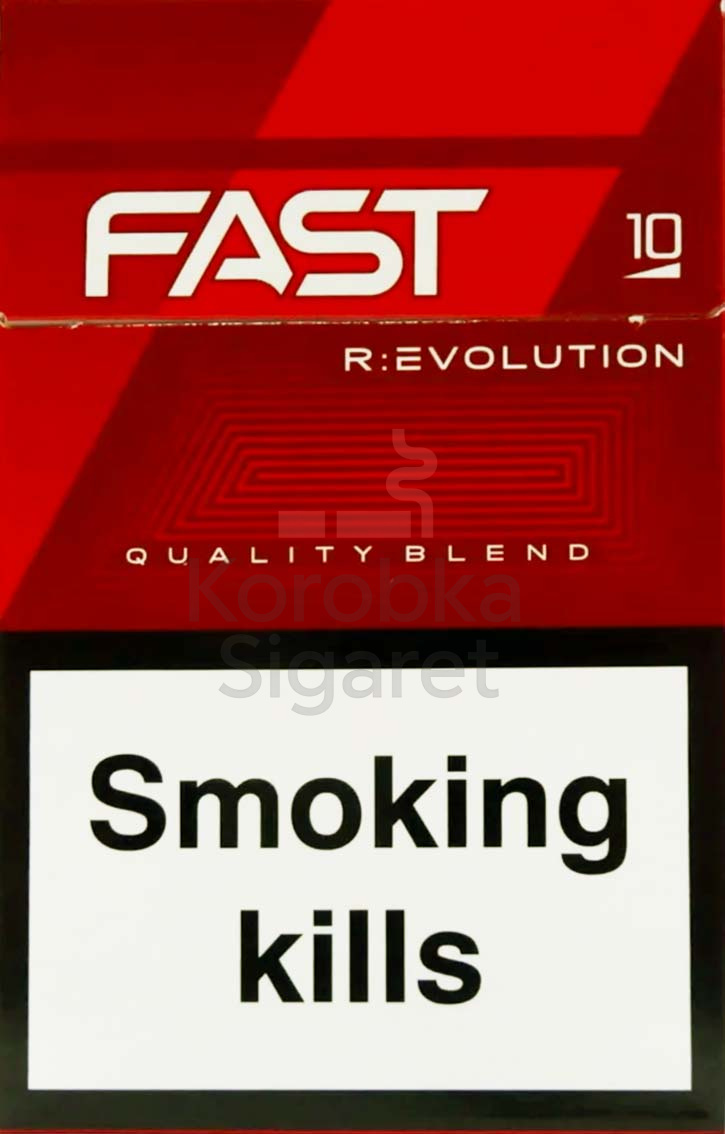 FAST
10
R:EVOLUTION
QUALITY BLEND
Korobka
Sigaret
Smoking
kills